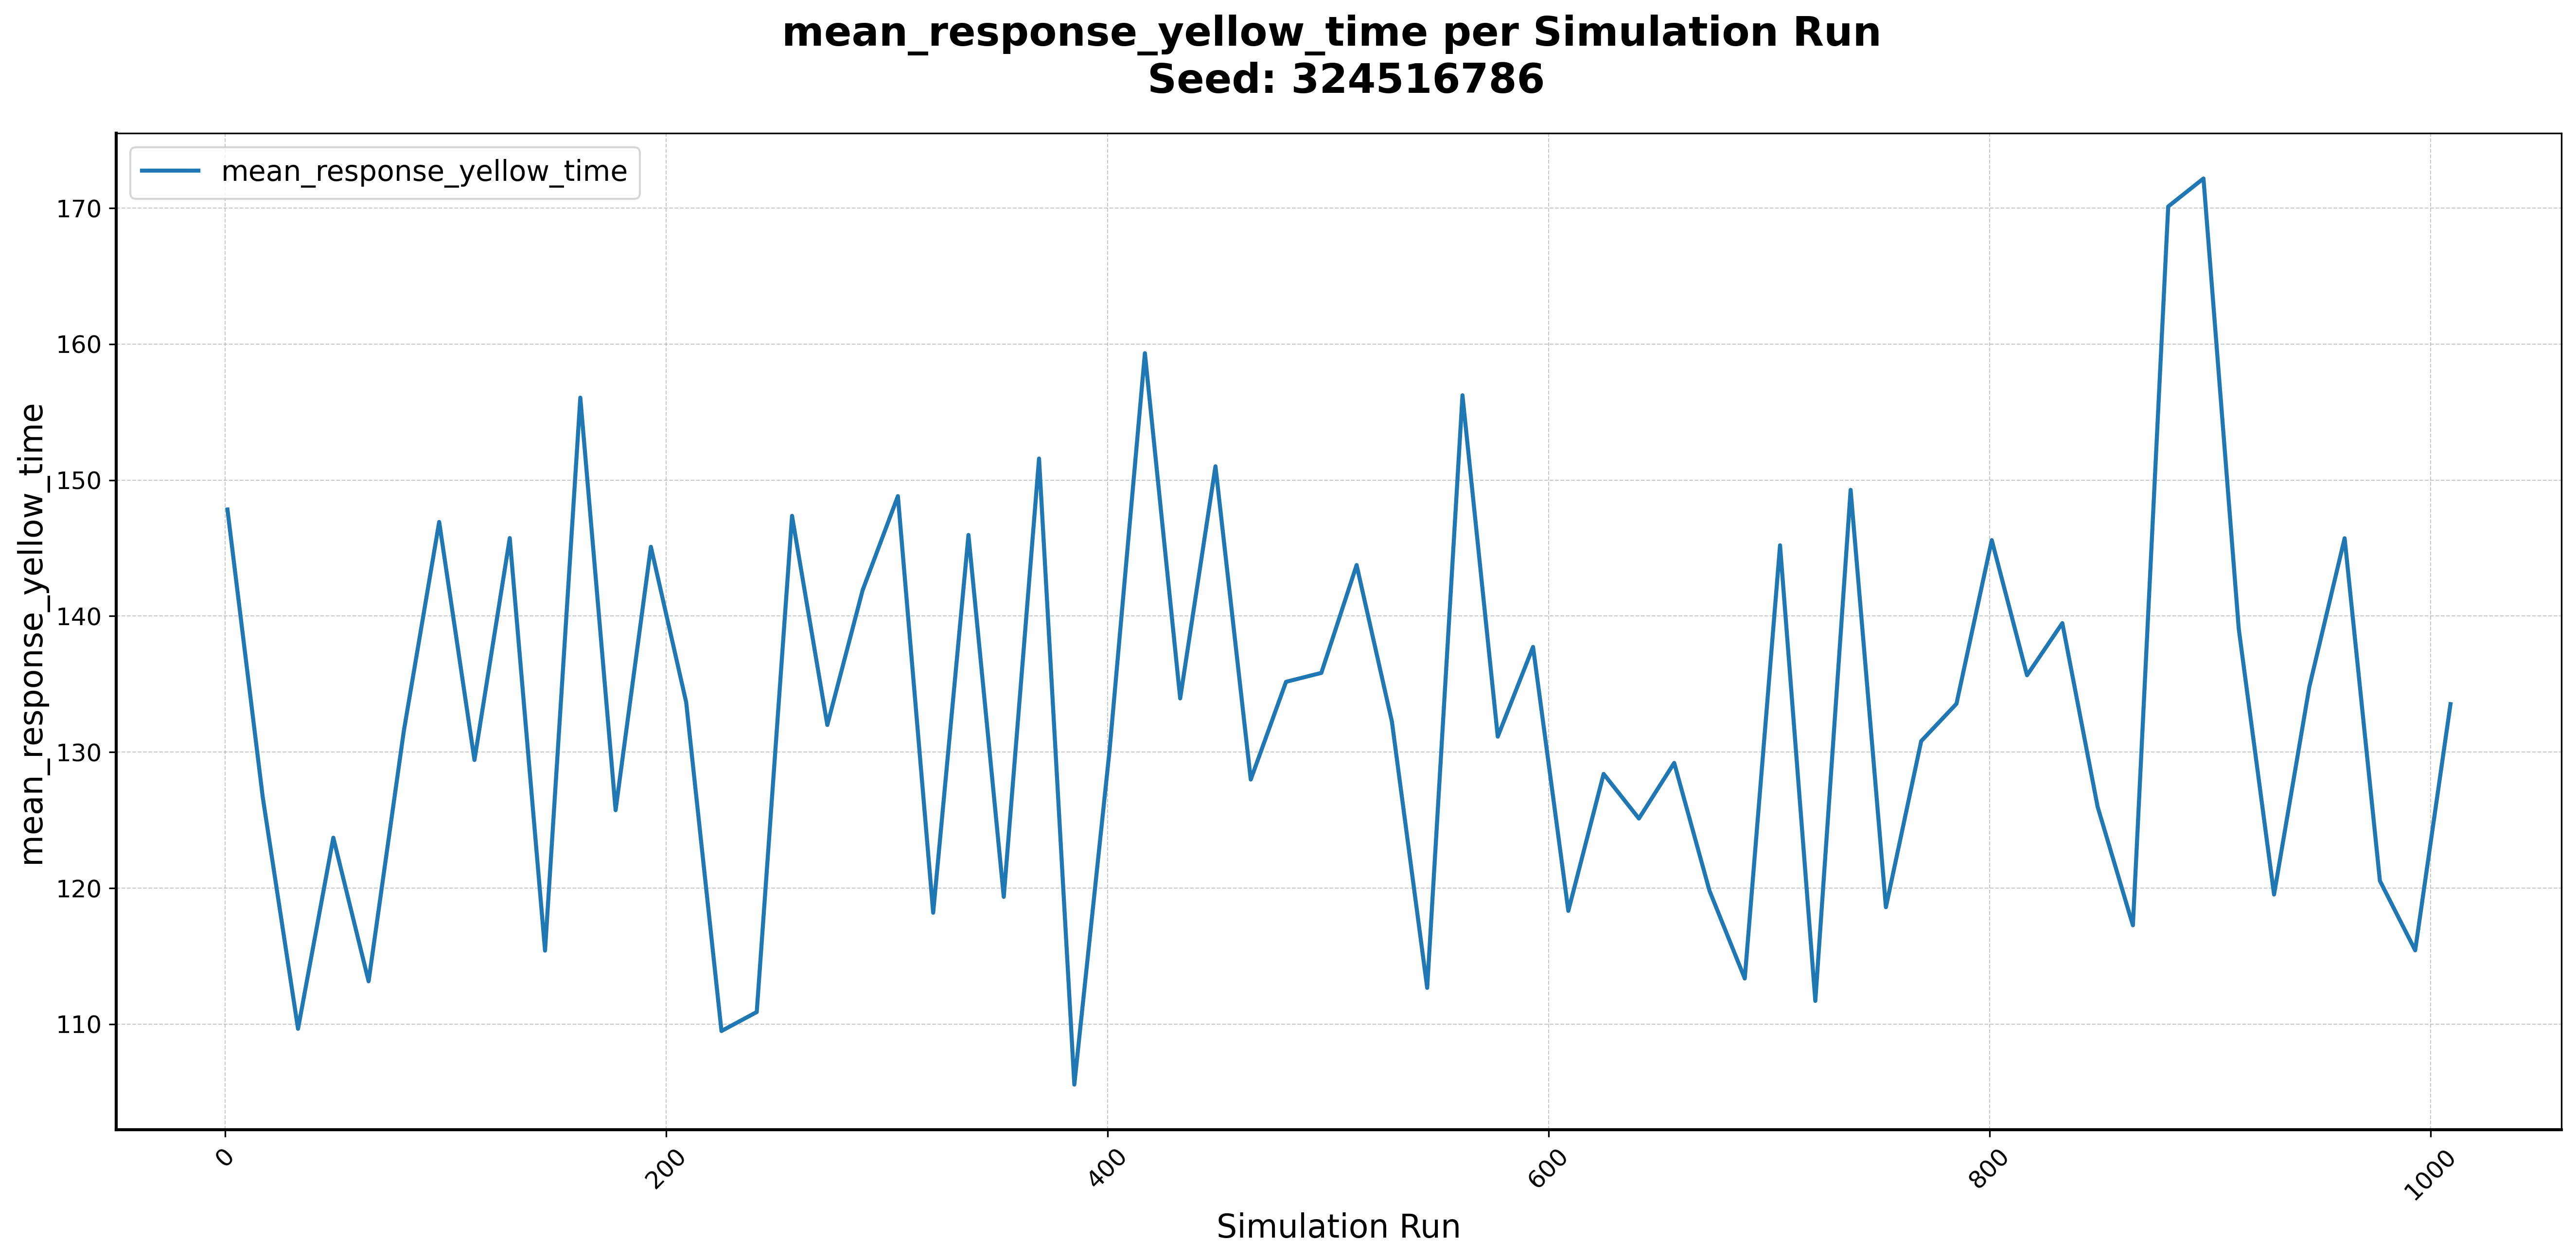 mean_response_yellow_time per Simulation Run
Seed: 324516786
mean_response_yellow_time
mean_response_yellow_time
170
160
150
140
130
120
110
0
200
400
600
800
1000
Simulation Run